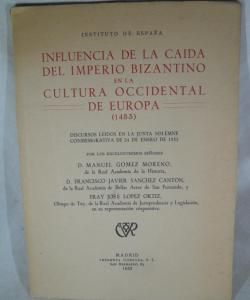 INSTITUTO DE ESPAÑA
INFLUENCIA DE LA CAIDA
DEL IMPERIO BIZANTINO
EN LA
CULTURA OCCIDENTAL
DE EUROPA
(1453)
DISCURSOS LEIDOS EN LA JUNTA SOLEMNE
CONMEMORATIVA DE 24 DE ENERO DE 1953
POR LOS EXCELENTISIMOS SEÑORES
D. MANUEL GOMEZ MORENO,
de la Real Academia de la Historia,
D. FRANCISCO JAVIER SANCHEZ CANTON,
de la Real Academia de Bellas Artes de San Fernando, y
FRAY JOSE LOPEZ ORTIZ,
Obispo de Tuy, de la Real Academia de Jurisprudencia y Legislación,
en su representación corporativa.
MADRID
IMPRENTA GONGORA, S. L.
SAN BERNARDO
1953